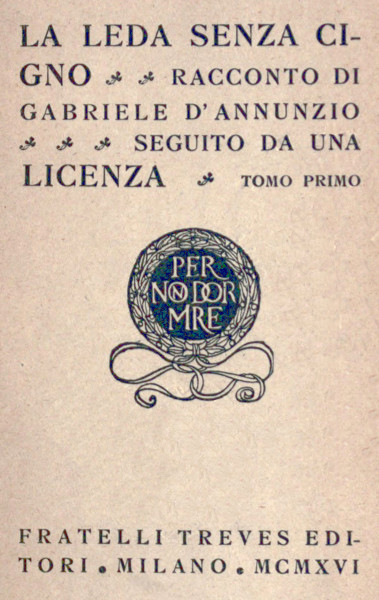 LA LEDA SENZA CI-
GNO RACCONTO DI
GABRIELE D'ANNUNZIO
SEGUITO DA UNA
LICENZA TOMO PRIMO
PER
NON DOR
MIRE
FRATELLI TREVES EDI-
TORI • MILANO • MCMXVI